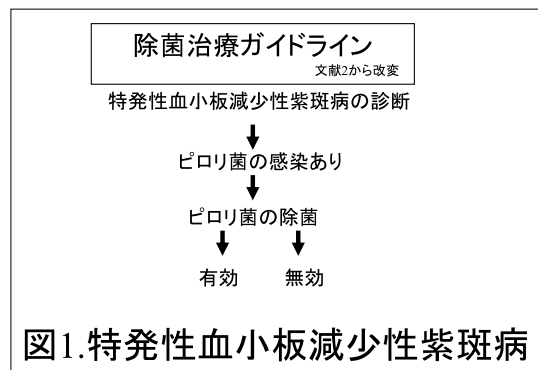 除菌治療ガイドライン
文献2から改変
特発性血小板減少性紫斑病の診断
ピロリ菌の感染あり
ピロリ菌の除菌
有効 無効
図1.特発性血小板減少性紫斑病